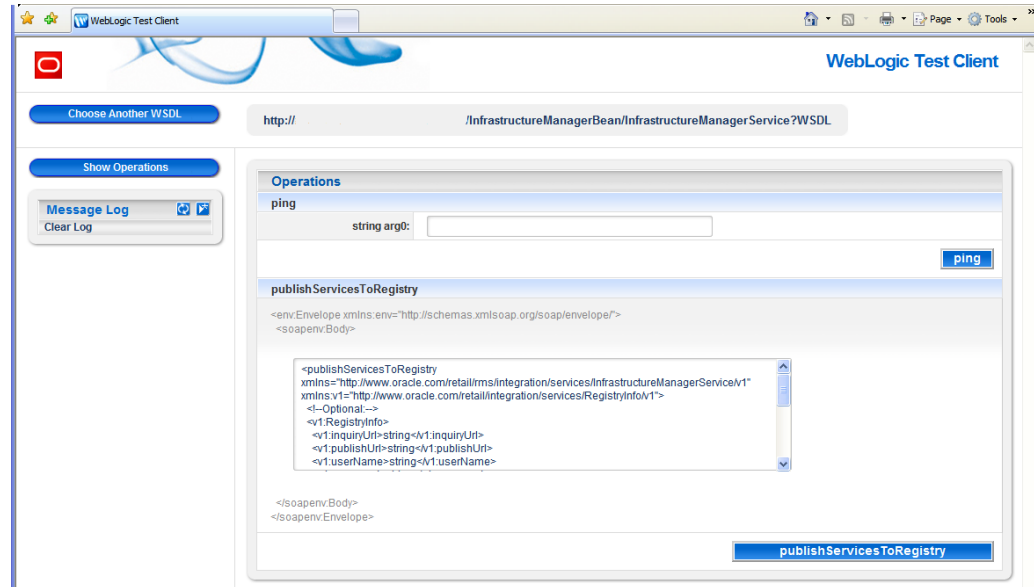 WebLogic Test Client
Page
Tools
»
WebLogic Test Client
Choose Another WSDL
http:// /InfrastructureManagerBean/InfrastructureManagerService?WSDL
Show Operations
Message Log
Clear Log
Operations
ping
string arg0:
ping
publishServicesToRegistry
<env:Envelope xmlns:env="http://schemas.xmlsoap.org/soap/envelope/">
<soapenv:Body>
<publishServicesToRegistry
xmlns="http://www.oracle.com/retail/rms/integration/services/InfrastructureManagerService/v1"
xmlns:v1="http://www.oracle.com/retail/integration/services/RegistryInfo/v1">
<!--Optional:-->
<v1:RegistryInfo>
<v1:inquiryUrl>string</v1:inquiryUrl>
<v1:publishUrl>string</v1:publishUrl>
<v1:userName>string</v1:userName>
</soapenv:Body>
</soapenv:Envelope>
publishServicesToRegistry